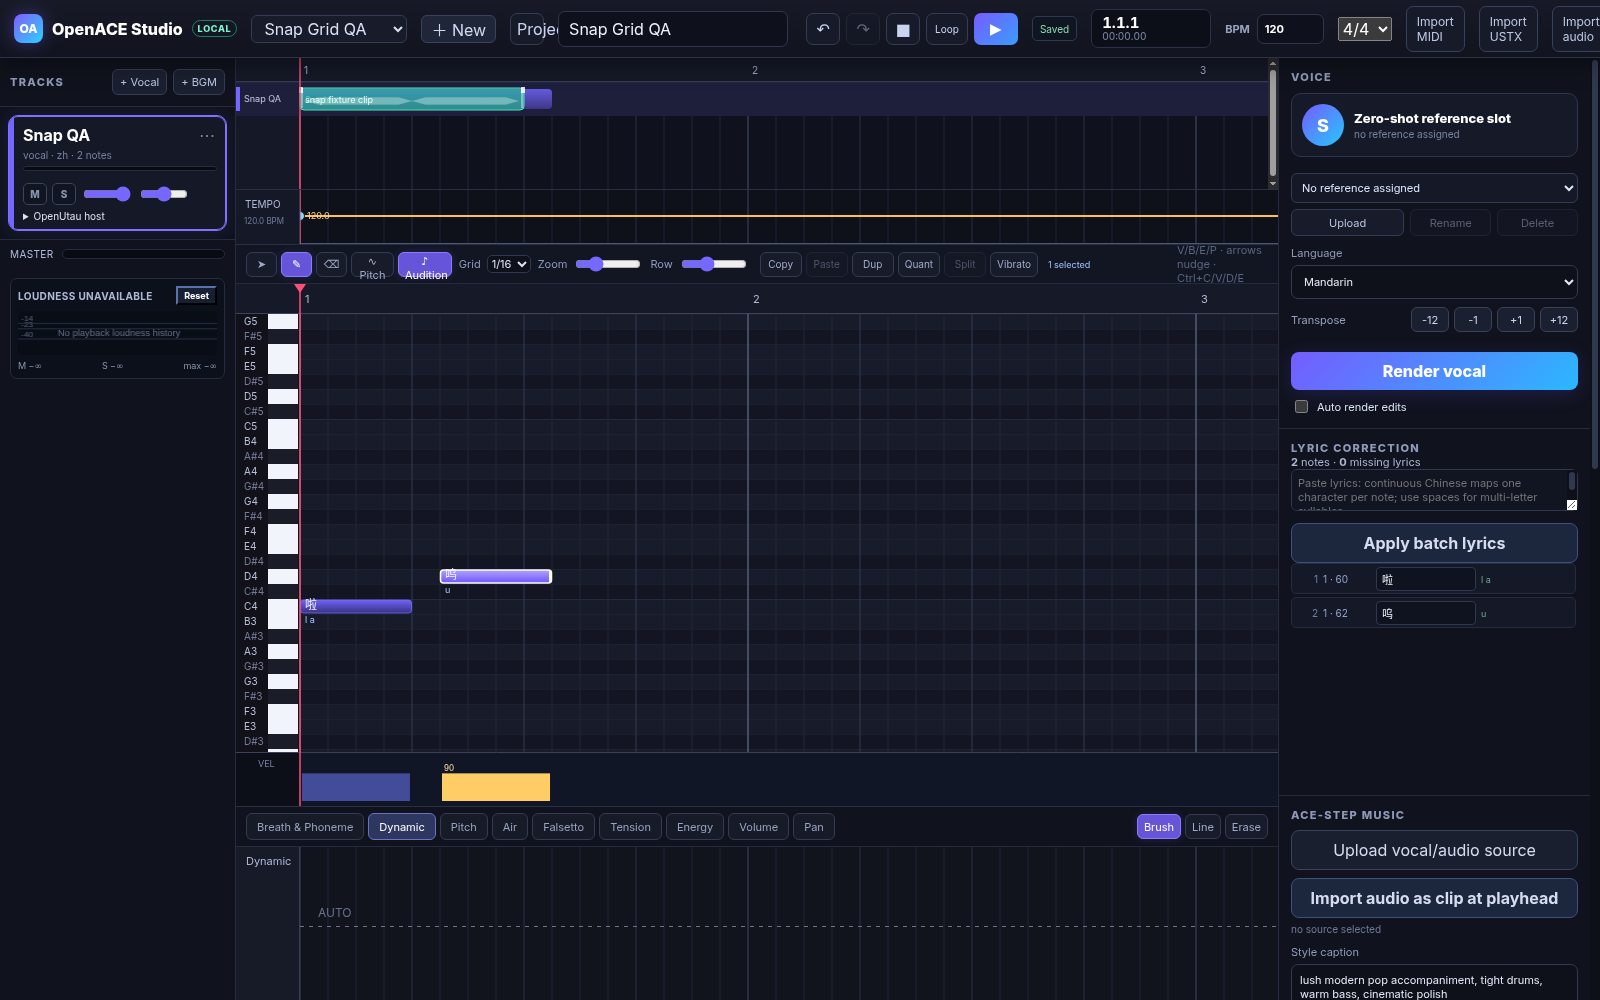 OA OpenACE Studio LOCAL Snap Grid QA + New Projec Snap Grid QA Loop Saved 1.1.1 00:00.00 BPM 120 4/4 Import MIDI Import USTX Import audio
TRACKS + Vocal + BGM
Snap QA ...
vocal · zh · 2 notes
M S
▶ OpenUtau host
MASTER
LOUDNESS UNAVAILABLE Reset
-14
-23
-40
No playback loudness history
M −∞ S −∞ max −∞
1 2 3
Snap QA
snap fixture clip
TEMPO
120.0 BPM
120.0
Pitch Audition Grid 1/16 Zoom Row Copy Paste Dup Quant Split Vibrato 1 selected
V/B/E/P · arrows
nudge ·
Ctrl+C/V/D/E
1 2 3
G5
F#5
F5
E5
D#5
D5
C#5
C5
B4
A#4
A4
G#4
G4
F#4
F4
E4
D#4
D4 呜
C#4 u
C4 啦
B3 l a
A#3
A3
G#3
G3
F#3
F3
E3
D#3
VEL
90
Breath & Phoneme Dynamic Pitch Air Falsetto Tension Energy Volume Pan Brush Line Erase
Dynamic
AUTO
VOICE
S
Zero-shot reference slot
no reference assigned
No reference assigned
Upload Rename Delete
Language
Mandarin
Transpose -12 -1 +1 +12
Render vocal
Auto render edits
LYRIC CORRECTION
2 notes · 0 missing lyrics
Paste lyrics: continuous Chinese maps one
character per note; use spaces for multi-letter
syllables
Apply batch lyrics
1 1 · 60 啦 l a
2 1 · 62 呜 u
ACE-STEP MUSIC
Upload vocal/audio source
Import audio as clip at playhead
no source selected
Style caption
lush modern pop accompaniment, tight drums,
warm bass, cinematic polish